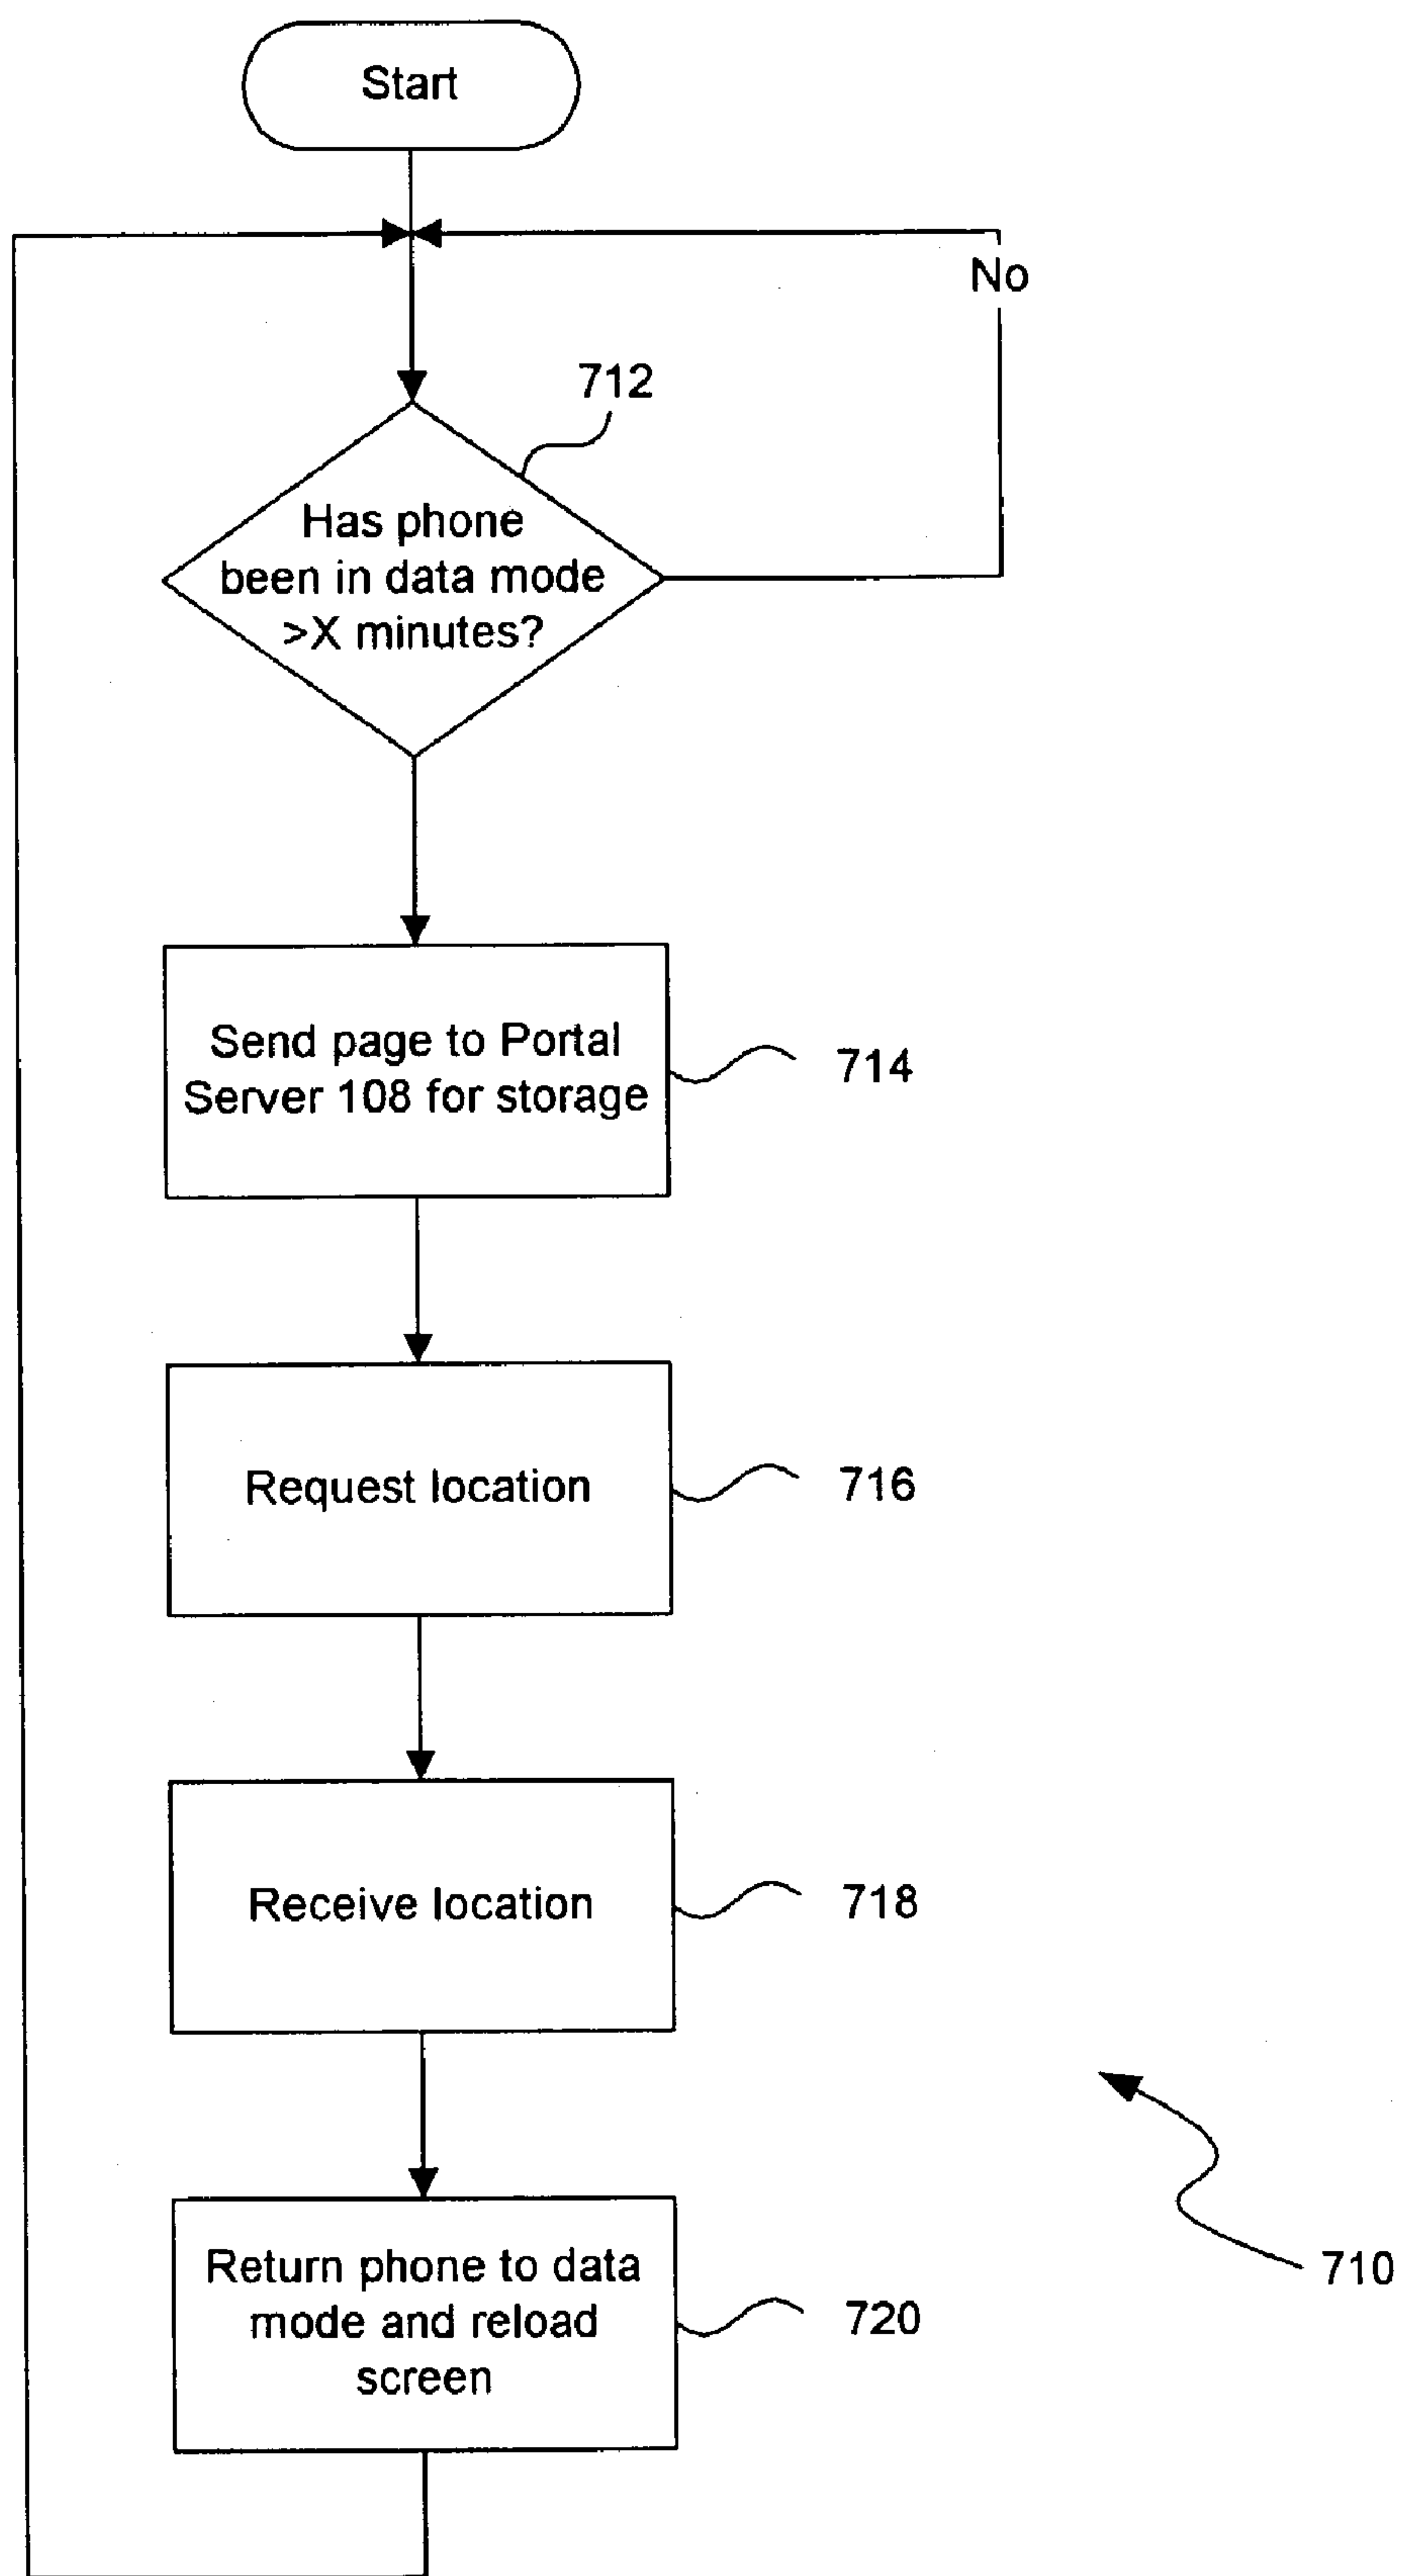 Start
No
712
Has phone
been in data mode
>X minutes?
Send page to Portal
Server 108 for storage
714
Request location
716
Receive location
718
Return phone to data
mode and reload
screen
720
710